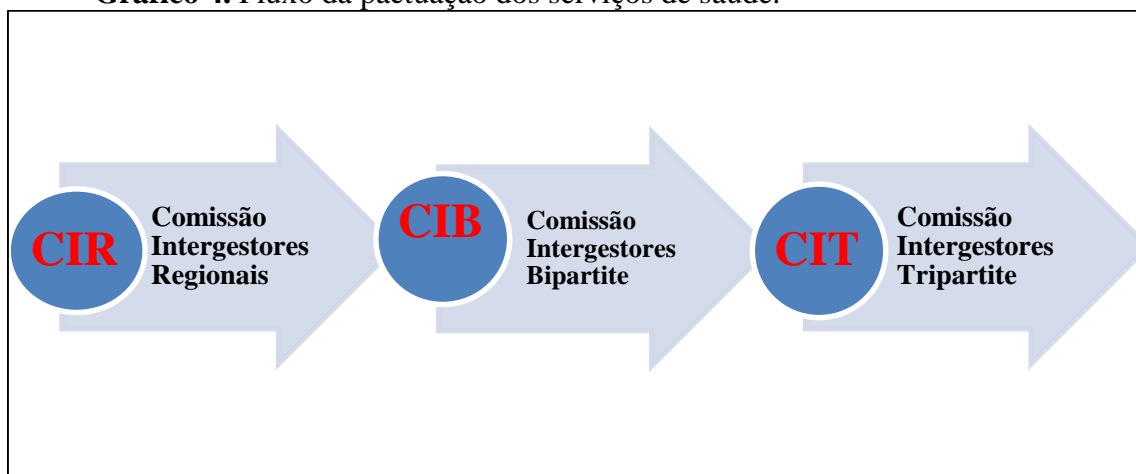 Gráfico 4. Fluxo da pactuação dos serviços de saúde.
CIR
Comissão
Intergestores
Regionais
CIB
Comissão
Intergestores
Bipartite
CIT
Comissão
Intergestores
Tripartite